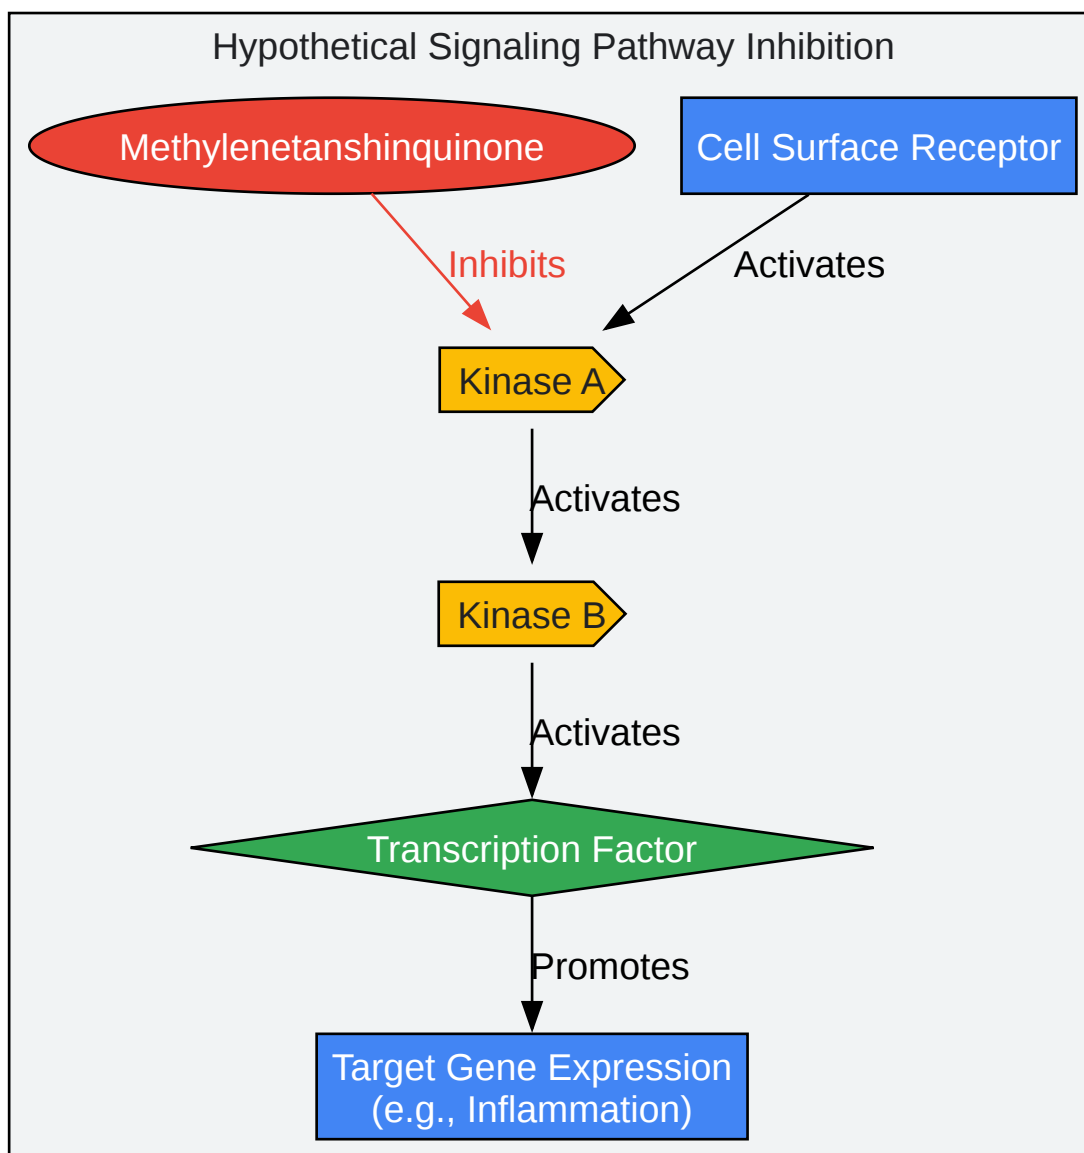 Hypothetical Signaling Pathway Inhibition
Methylenetanshinquinone
Cell Surface Receptor
Inhibits
Activates
Kinase A
Activates
Kinase B
Activates
Transcription Factor
Promotes
Target Gene Expression
(e.g., Inflammation)